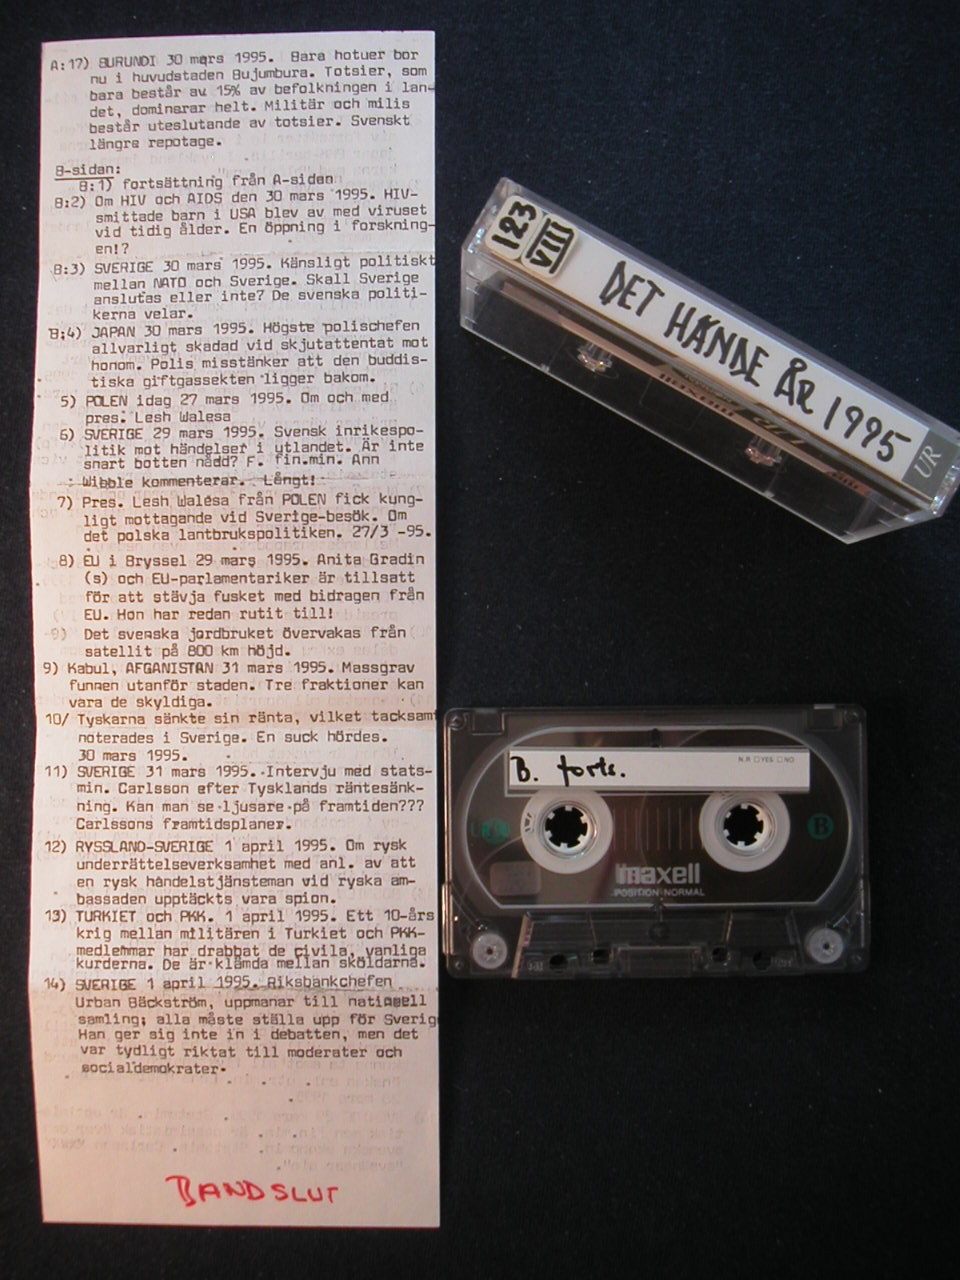 A:17) BURUNDI 30 mars 1995. Bara hotuer bor
nu i huvudstaden Bujumbura. Totsier, som
bara består av 15% av befolkningen i lan-
det, dominerar helt. Militär och milis
består uteslutande av totsier. Svenskt
längre repotage.
B-sidan:
B:1) fortsättning från A-sidan
B:2) Om HIV och AIDS den 30 mars 1995. HIV-
smittade barn i USA blev av med viruset
vid tidig ålder. En öppning i forskning-
en!?
B:3) SVERIGE 30 mars 1995. Känsligt politiskt
mellan NATO och Sverige. Skall Sverige
anslutas eller inte? De svenska politi-
kerna velar.
B:4) JAPAN 30 mars 1995. Högste polischefen
allvarligt skadad vid skjutattentat mot
honom. Polis misstänker att den buddis-
tiska giftgassekten ligger bakom.
5) POLEN idag 27 mars 1995. Om och med
pres. Lesh Walesa
6) SVERIGE 29 mars 1995. Svensk inrikespo-
litik mot händelser i utlandet. Är inte
snart botten nådd? F. fin.min. Ann
Wibble kommenterar. Långt!
7) Pres. Lesh Walesa från POLEN fick kung-
ligt mottagande vid Sverige-besök. Om
det polska lantbrukspolitiken. 27/3 -95.
8) EU i Bryssel 29 mars 1995. Anita Gradin
(s) och EU-parlamentariker är tillsatt
för att stävja fusket med bidragen från
EU. Hon har redan rutit till!
9) Det svenska jordbruket övervakas från
satellit på 800 km höjd.
9) Kabul, AFGANISTAN 31 mars 1995. Massgrav
funnen utanför staden. Tre fraktioner kan
vara de skyldiga.
10/ Tyskarna sänkte sin ränta, vilket tacksamt
noterades i Sverige. En suck hördes.
30 mars 1995.
11) SVERIGE 31 mars 1995. Intervju med stats-
min. Carlsson efter Tysklands räntesänk-
ning. Kan man se ljusare på framtiden???
Carlssons framtidsplaner.
12) RYSSLAND-SVERIGE 1 april 1995. Om rysk
underrättelseverksamhet med anl. av att
en rysk handelstjänsteman vid ryska am-
bassaden upptäckts vara spion.
13) TURKIET och PKK. 1 april 1995. Ett 10-års
krig mellan militären i Turkiet och PKK-
medlemmar har drabbat de civila, vanliga
kurderna. De är klämda mellan sköldarna.
14) SVERIGE 1 april 1995. Riksbankchefen
Urban Bäckström, uppmanar till nationell
samling; alla måste ställa upp för Sverig
Han ger sig inte in i debatten, men det
var tydligt riktat till moderater och
socialdemokrater.
BANDSLUT
123
VIII
DET HÄNDE ÅR 1995
UR
B. forts.
N.R □YES □NO
UR
B
maxell
POSITION·NORMAL